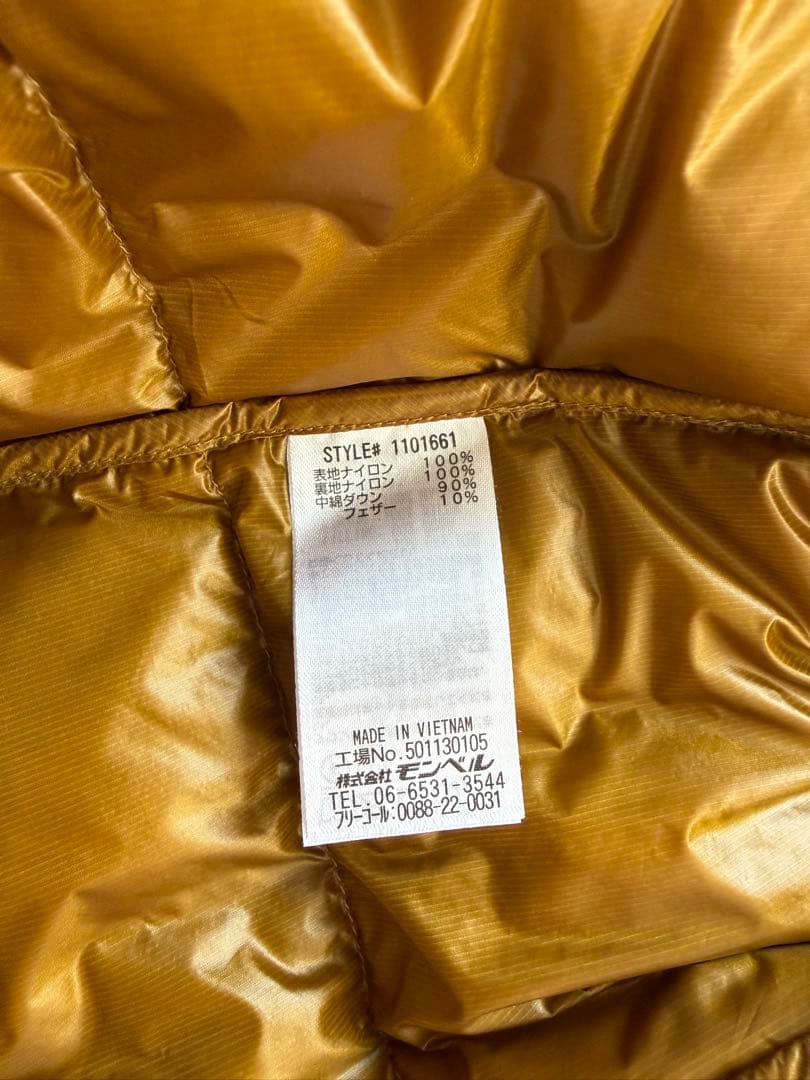 STYLE# 1101661
表地ナイロン 100%
裏地ナイロン 100%
中綿ダウン 90%
フェザー 10%
MADE IN VIETNAM
工場No.501130105
株式会社 モンベル
TEL.06-6531-3544
フリーコール:0088-22-0031